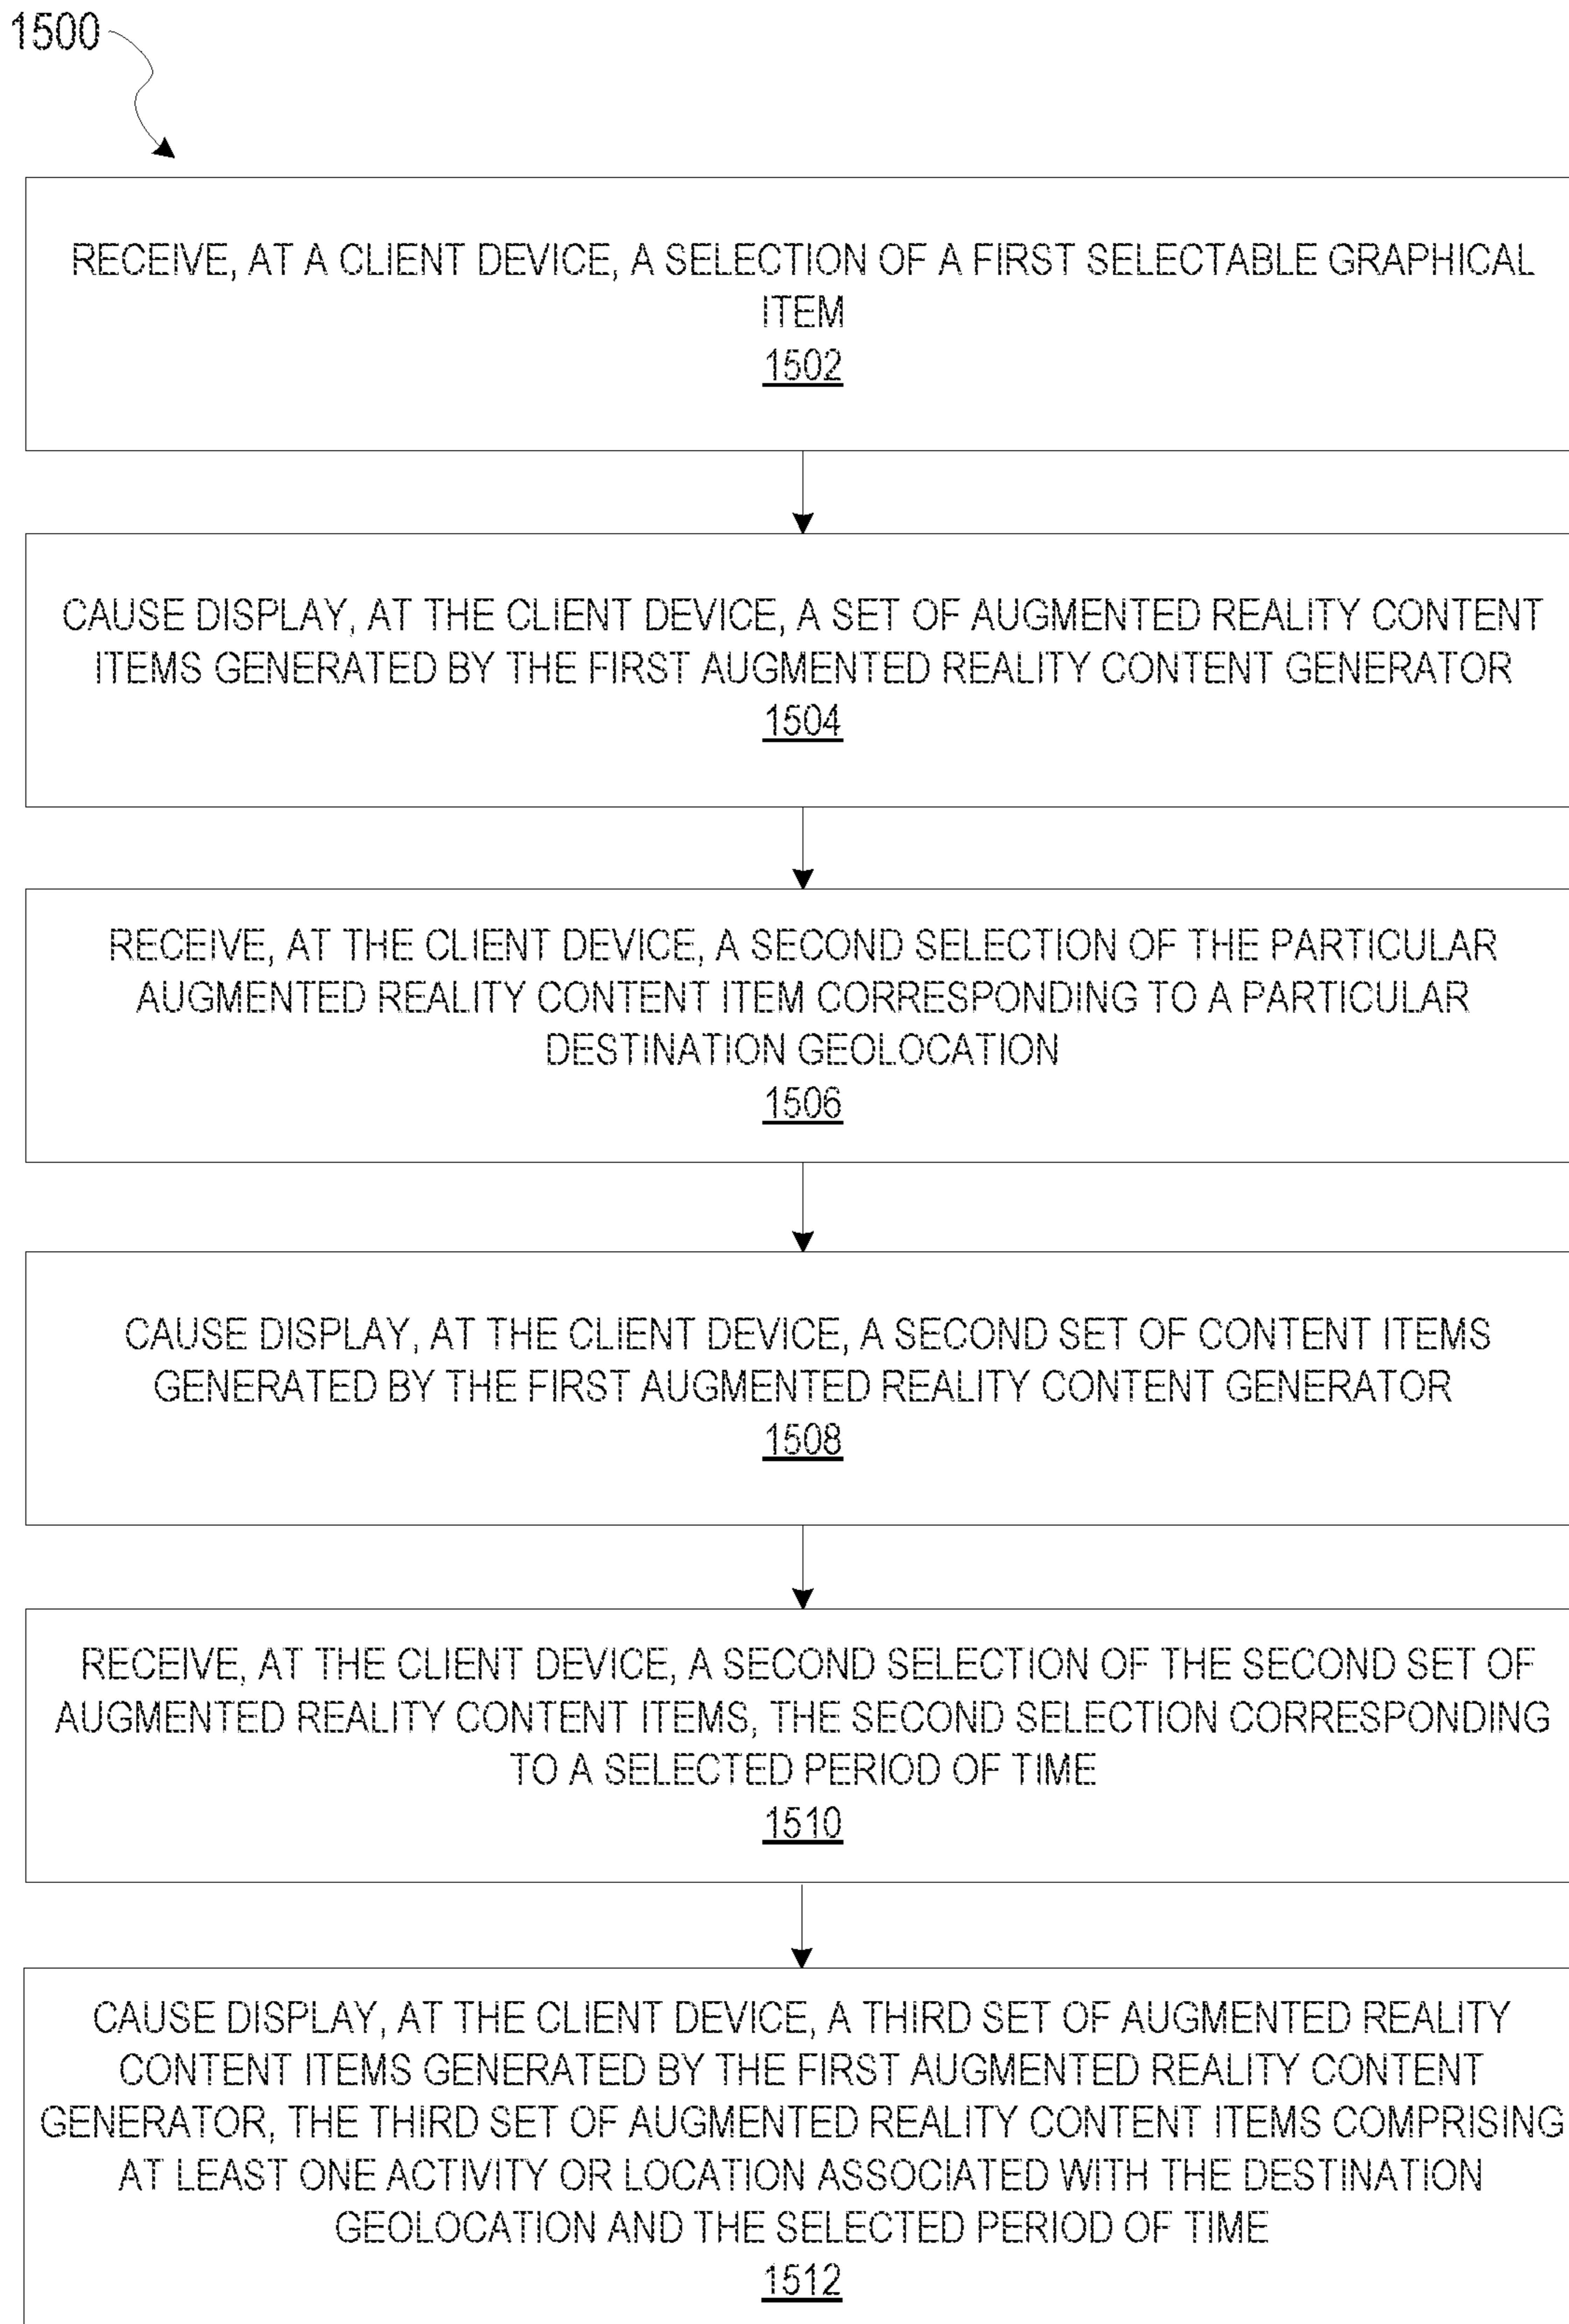 1500
RECEIVE, AT A CLIENT DEVICE, A SELECTION OF A FIRST SELECTABLE GRAPHICAL
ITEM
1502
CAUSE DISPLAY, AT THE CLIENT DEVICE, A SET OF AUGMENTED REALITY CONTENT
ITEMS GENERATED BY THE FIRST AUGMENTED REALITY CONTENT GENERATOR
1504
RECEIVE, AT THE CLIENT DEVICE, A SECOND SELECTION OF THE PARTICULAR
AUGMENTED REALITY CONTENT ITEM CORRESPONDING TO A PARTICULAR
DESTINATION GEOLOCATION
1506
CAUSE DISPLAY, AT THE CLIENT DEVICE, A SECOND SET OF CONTENT ITEMS
GENERATED BY THE FIRST AUGMENTED REALITY CONTENT GENERATOR
1508
RECEIVE, AT THE CLIENT DEVICE, A SECOND SELECTION OF THE SECOND SET OF
AUGMENTED REALITY CONTENT ITEMS, THE SECOND SELECTION CORRESPONDING
TO A SELECTED PERIOD OF TIME
1510
CAUSE DISPLAY, AT THE CLIENT DEVICE, A THIRD SET OF AUGMENTED REALITY
CONTENT ITEMS GENERATED BY THE FIRST AUGMENTED REALITY CONTENT
GENERATOR, THE THIRD SET OF AUGMENTED REALITY CONTENT ITEMS COMPRISING
AT LEAST ONE ACTIVITY OR LOCATION ASSOCIATED WITH THE DESTINATION
GEOLOCATION AND THE SELECTED PERIOD OF TIME
1512